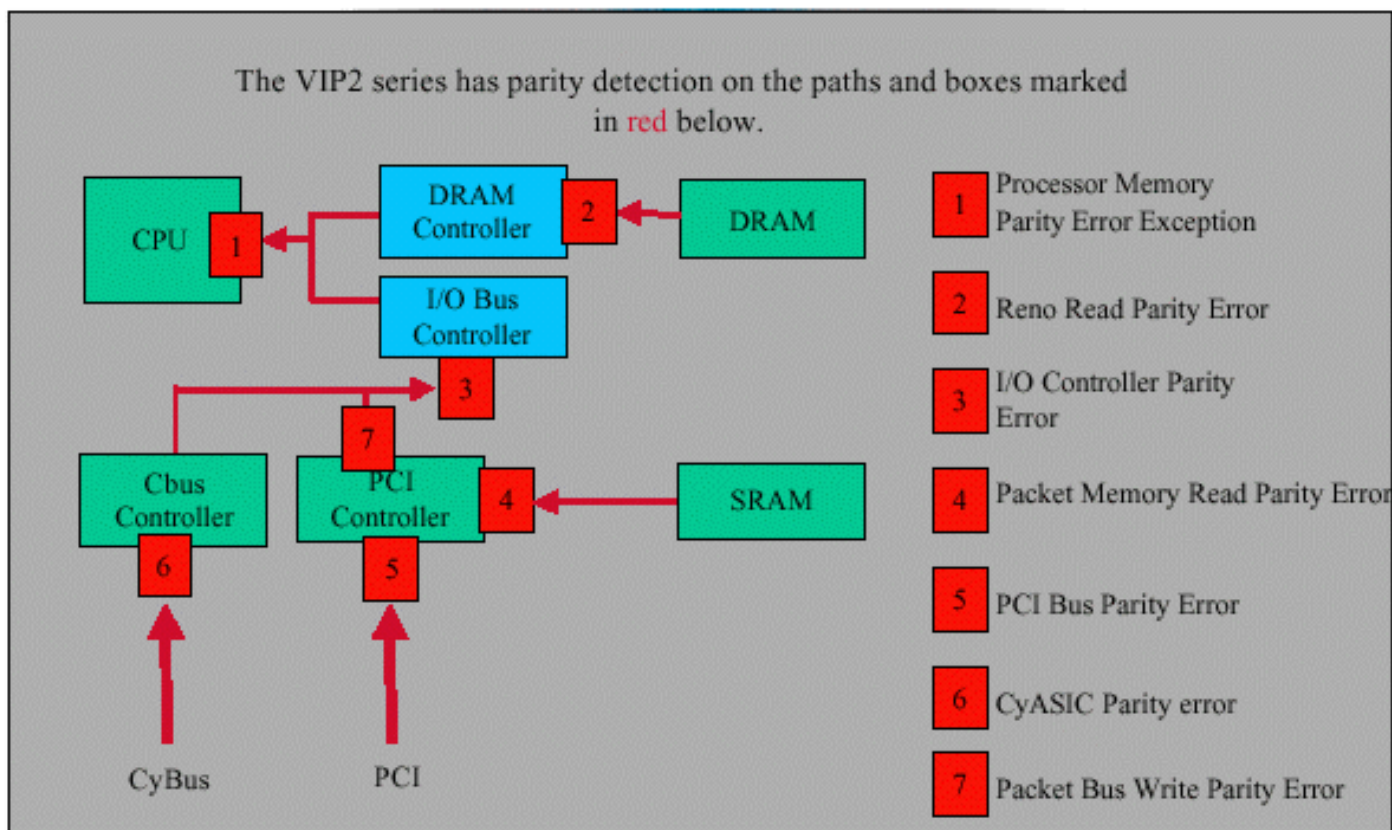 The VIP2 series has parity detection on the paths and boxes marked
in red below.
CPU
1
DRAM
Controller
2
DRAM
I/O Bus
Controller
3
7
Cbus
Controller
6
PCI
Controller
4
5
SRAM
CyBus
PCI
1
Processor Memory
Parity Error Exception
2
Reno Read Parity Error
3
I/O Controller Parity
Error
4
Packet Memory Read Parity Error
5
PCI Bus Parity Error
6
CyASIC Parity error
7
Packet Bus Write Parity Error